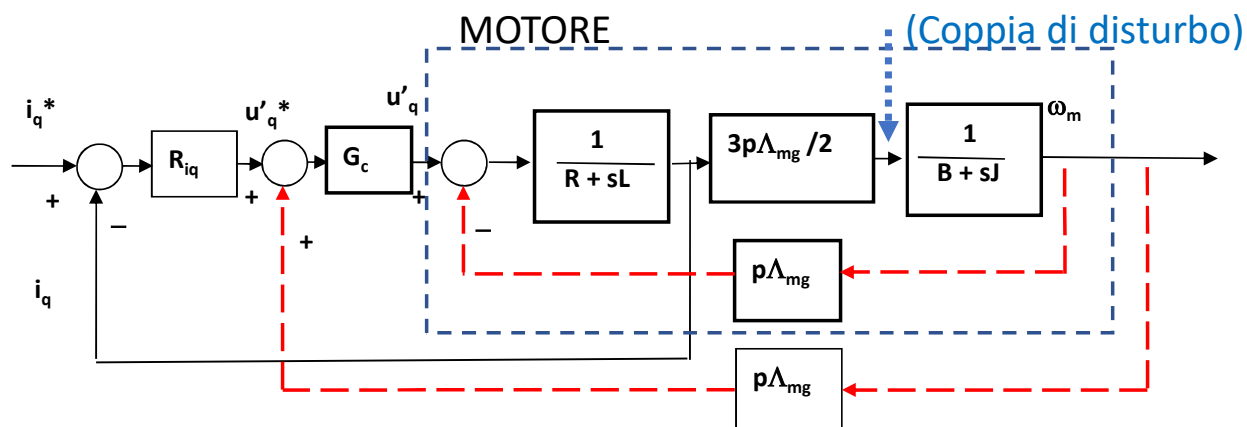 MOTORE
(Coppia di disturbo)
i_q*
u'_q*
u'_q
ω_m
R_iq
G_c
1
R + sL
3pΛ_mg /2
1
B + sJ
+
–
+
+
+
–
i_q
pΛ_mg
pΛ_mg